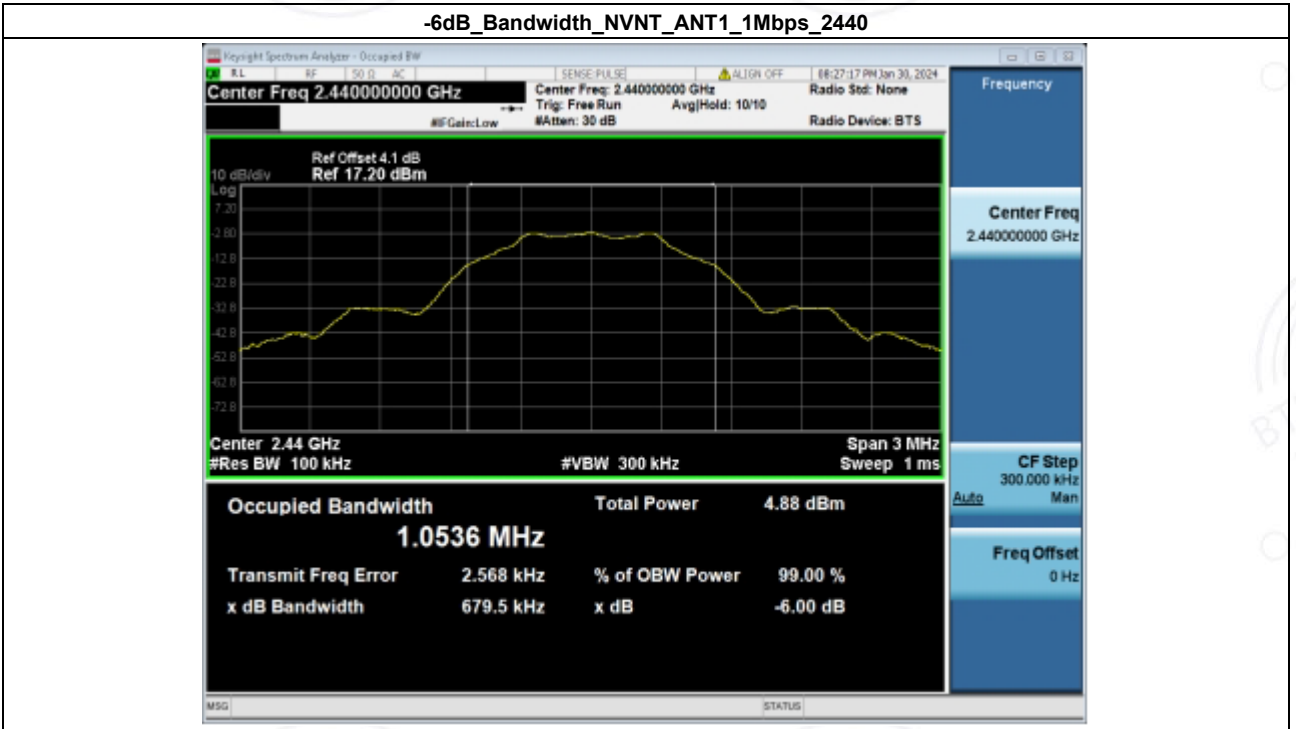 -6dB_Bandwidth_NVNT_ANT1_1Mbps_2440
Keysight Spectrum Analyzer - Occupied BW
RL RF 50 Ω AC SENSE:PULSE ALIGN OFF 08:27:17 PM Jan 30, 2024
Center Freq 2.440000000 GHz
Center Freq: 2.440000000 GHz
Radio Std: None
Trig: Free Run Avg|Hold: 10/10
#IFGain:Low #Atten: 30 dB Radio Device: BTS
Frequency
Ref Offset 4.1 dB
10 dB/div Ref 17.20 dBm
Log
7.20
-2.80
-12.8
-22.8
-32.8
-42.8
-52.8
-62.8
-72.8
Center Freq
2.440000000 GHz
Center 2.44 GHz Span 3 MHz
#Res BW 100 kHz #VBW 300 kHz Sweep 1 ms
CF Step
300.000 kHz
Auto Man
Freq Offset
0 Hz
Occupied Bandwidth Total Power 4.88 dBm
1.0536 MHz
Transmit Freq Error 2.568 kHz % of OBW Power 99.00 %
x dB Bandwidth 679.5 kHz x dB -6.00 dB
MSG STATUS